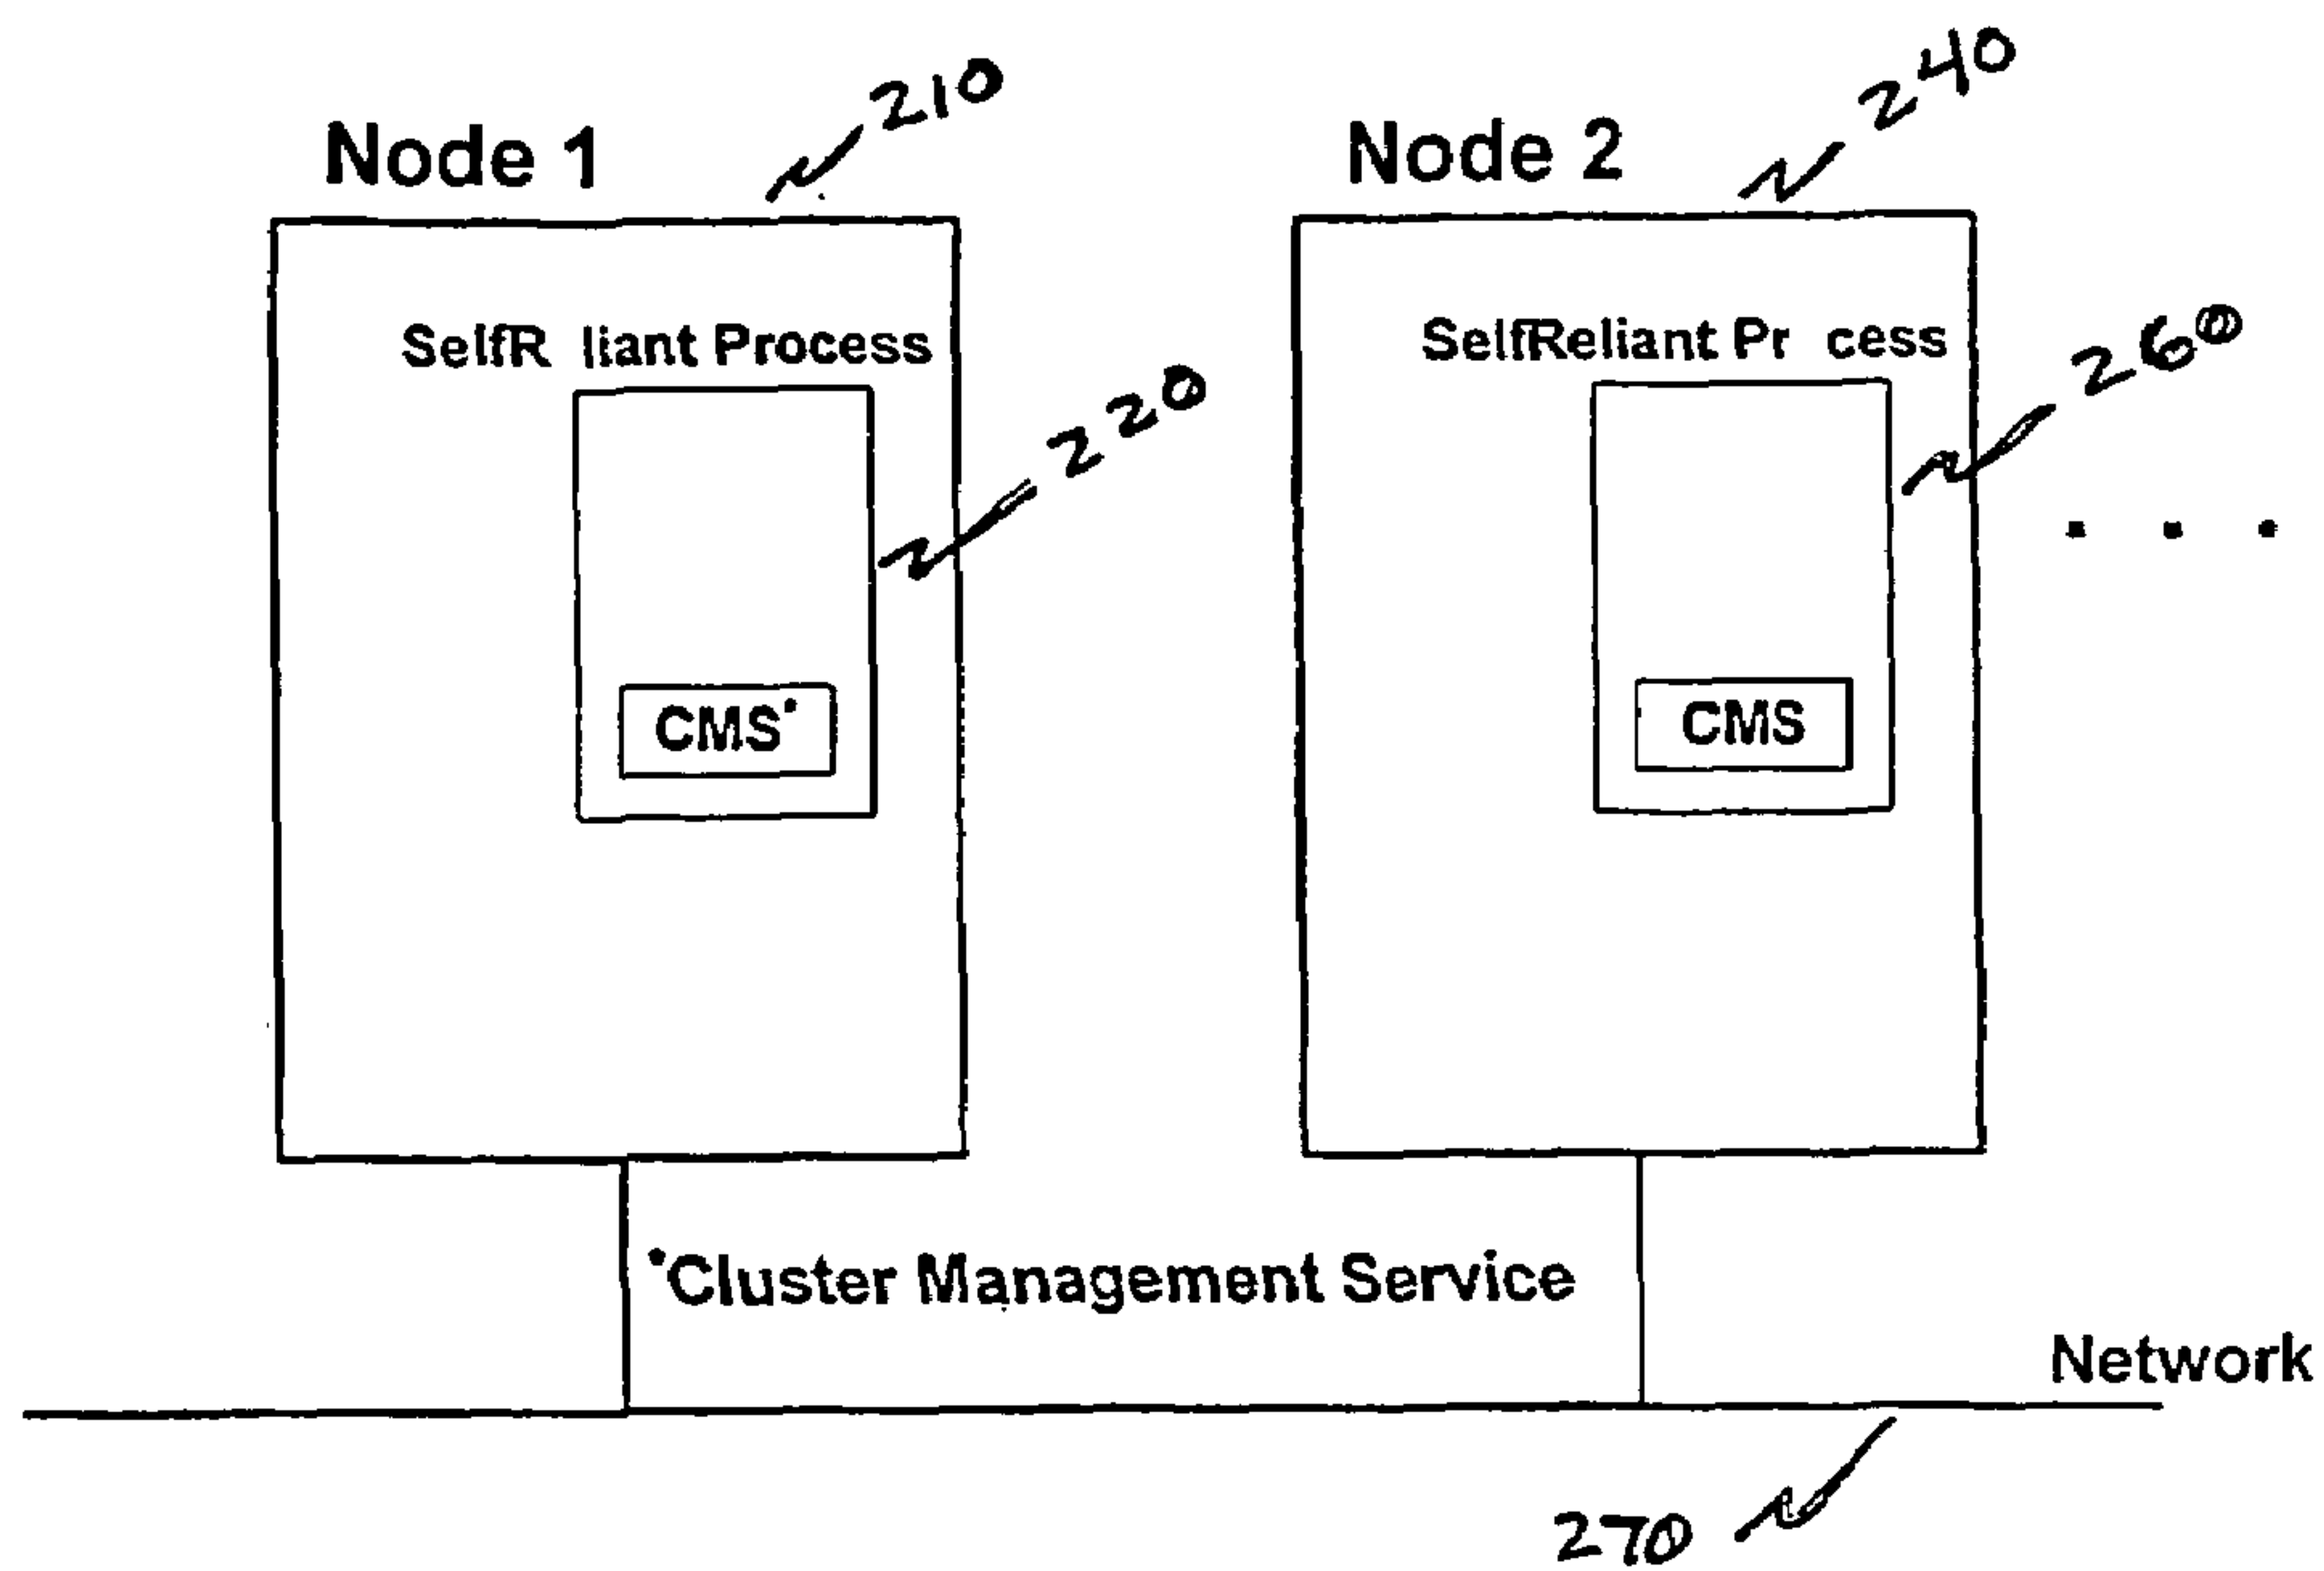 Node 1
210
Node 2
240
SelfR liant Process
220
SelfReliant Pr cess
260
CMS*
CMS
. . .
*Cluster Management Service
Network
270